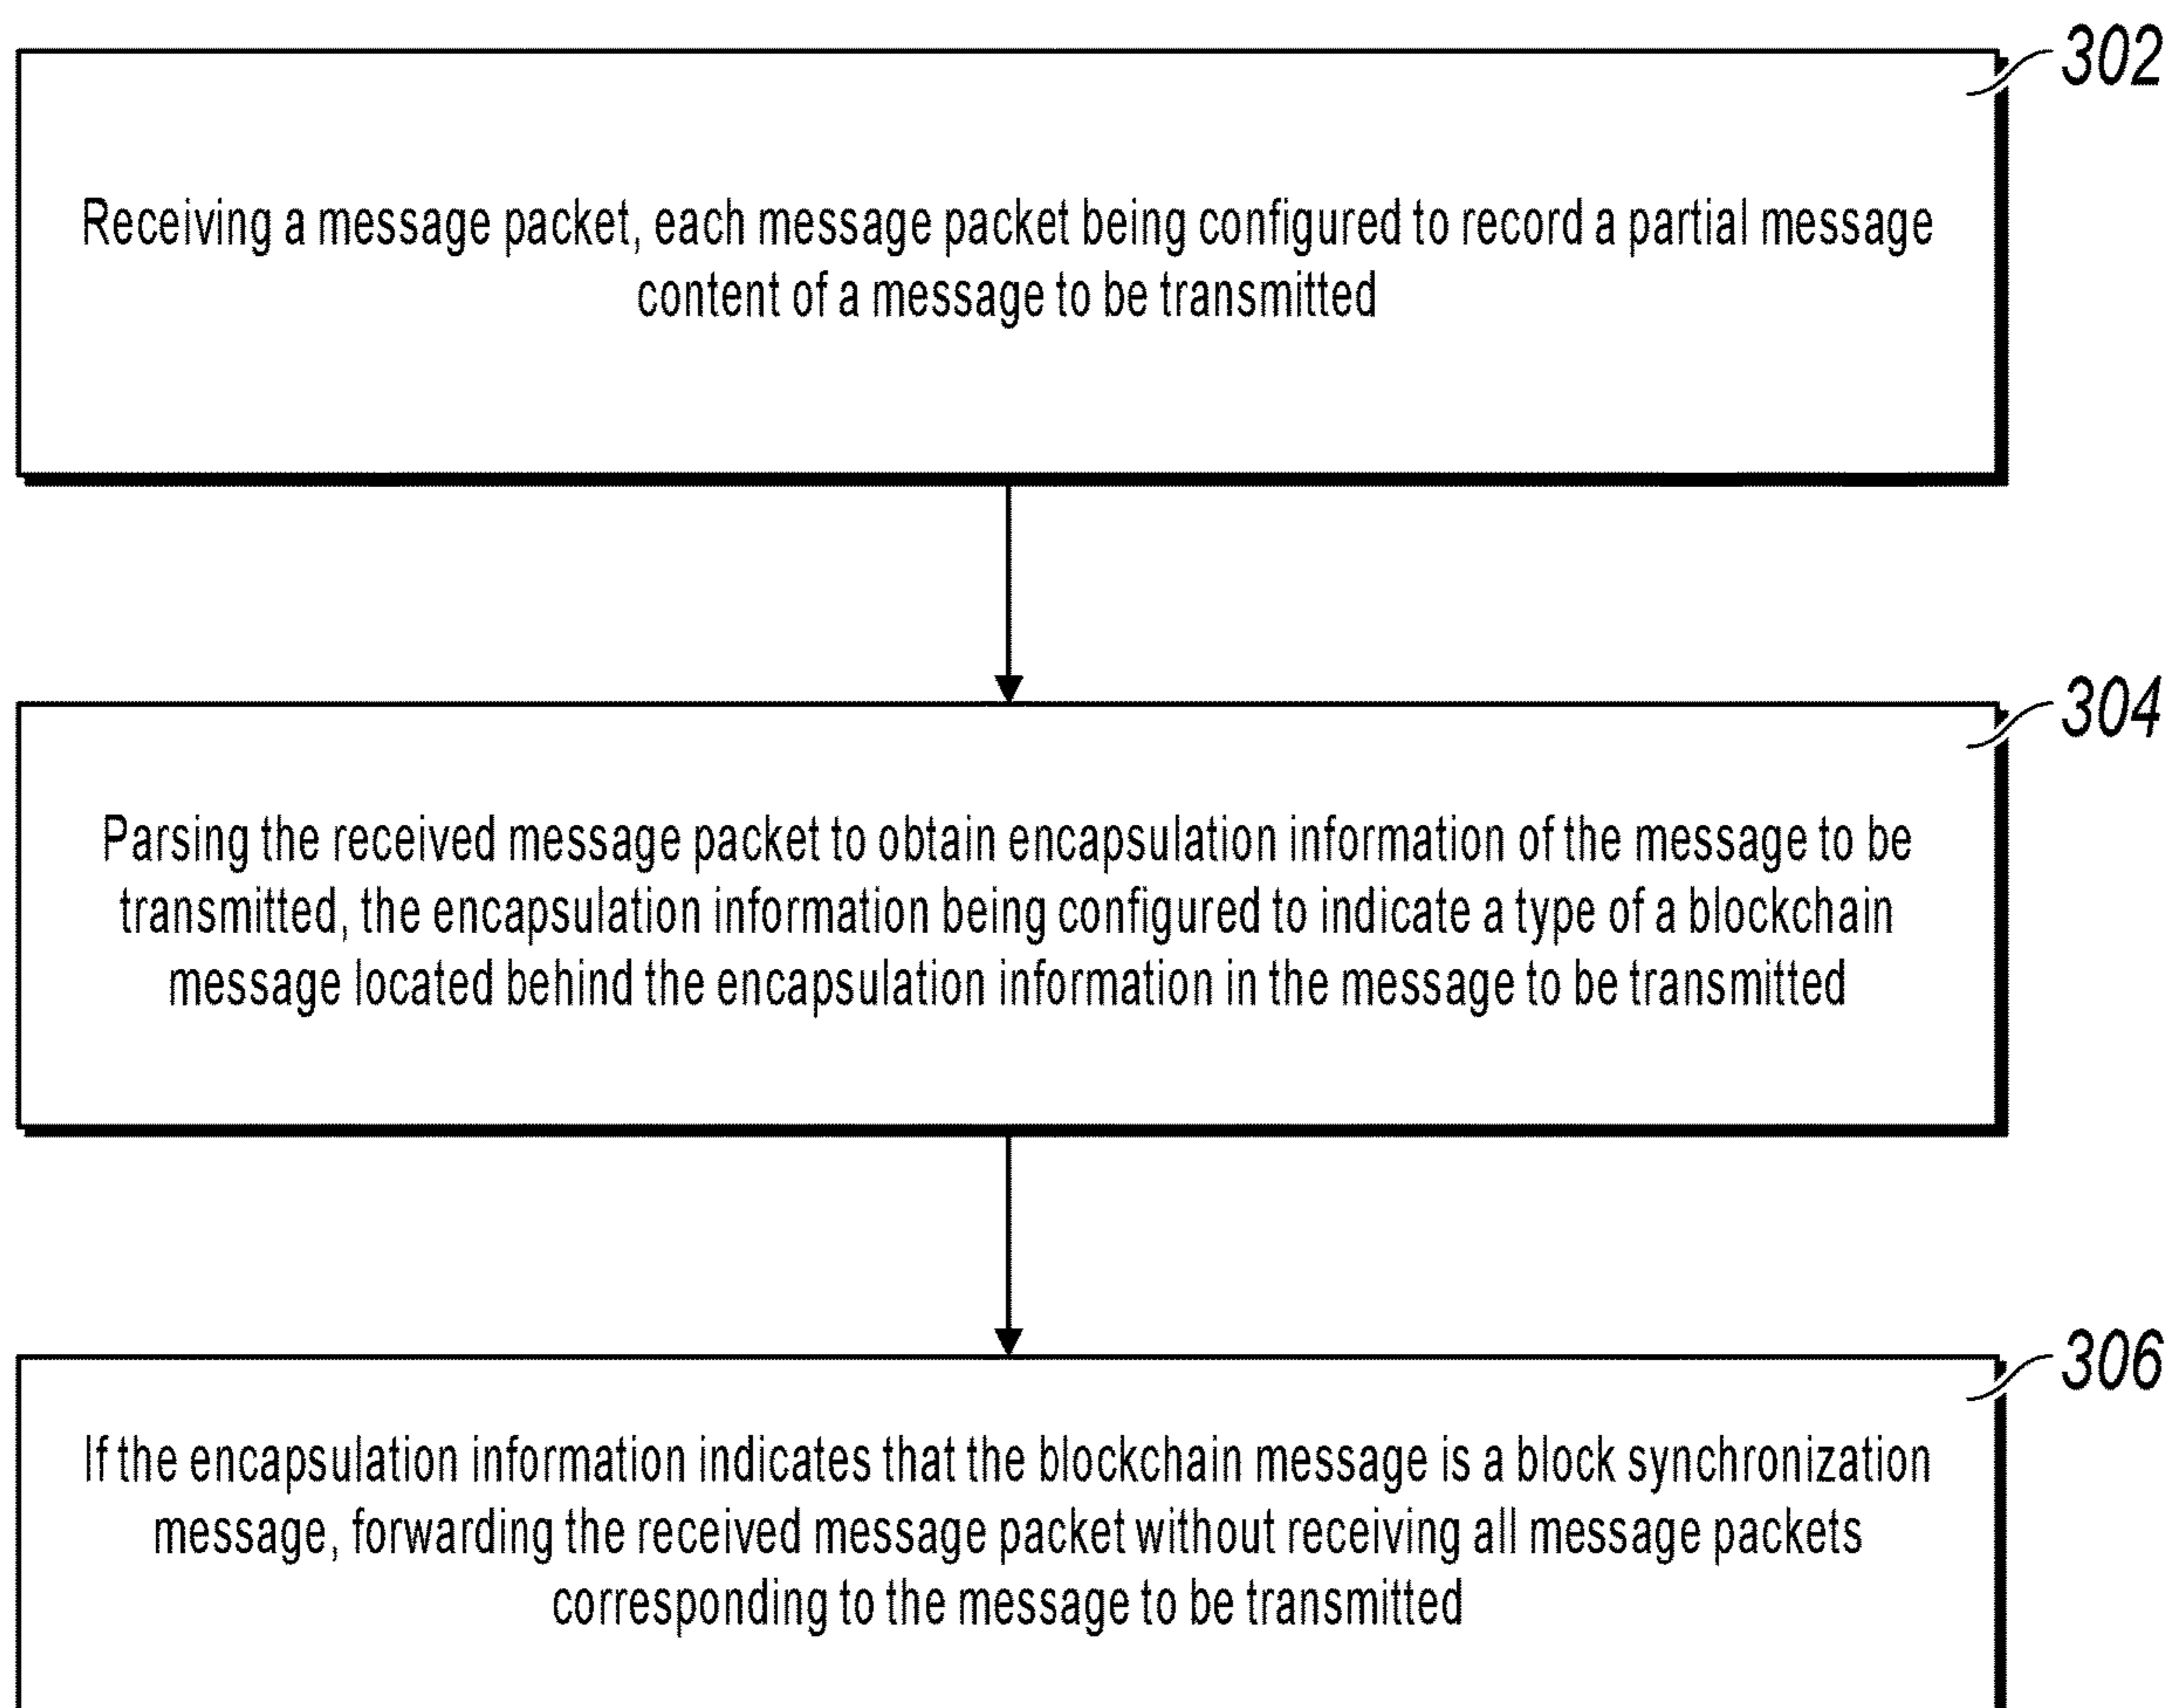 302
Receiving a message packet, each message packet being configured to record a partial message
content of a message to be transmitted
304
Parsing the received message packet to obtain encapsulation information of the message to be
transmitted, the encapsulation information being configured to indicate a type of a blockchain
message located behind the encapsulation information in the message to be transmitted
306
If the encapsulation information indicates that the blockchain message is a block synchronization
message, forwarding the received message packet without receiving all message packets
corresponding to the message to be transmitted